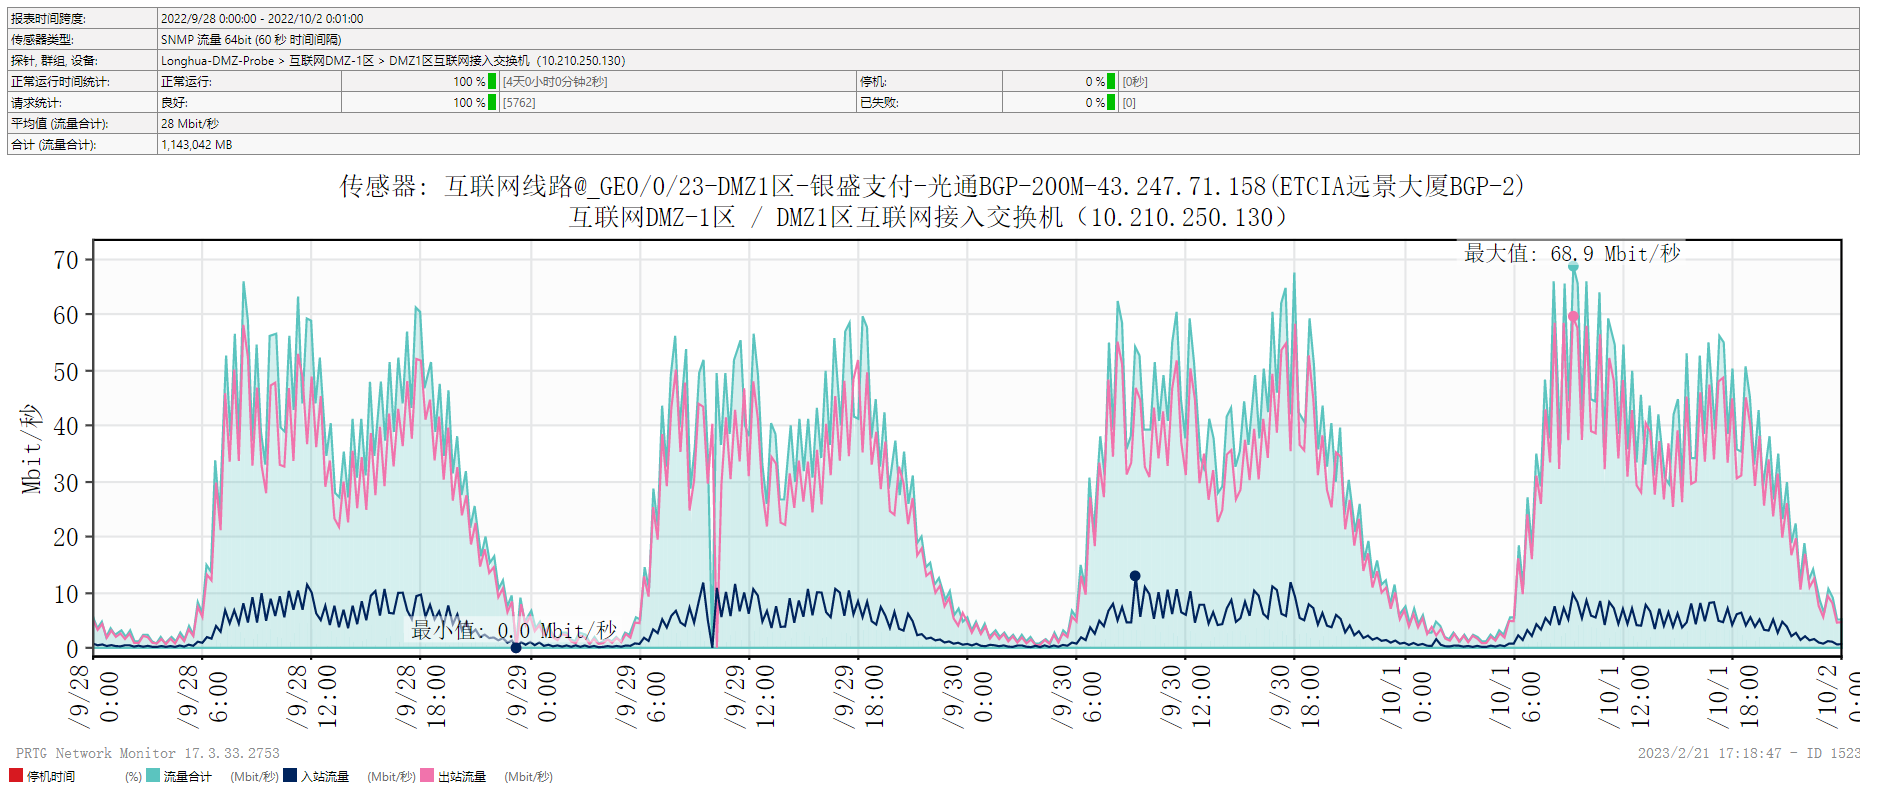 报表时间跨度: 2022/9/28 0:00:00 - 2022/10/2 0:01:00
传感器类型: SNMP 流量 64bit (60 秒 时间间隔)
探针, 群组, 设备: Longhua-DMZ-Probe > 互联网DMZ-1区 > DMZ1区互联网接入交换机（10.210.250.130）
正常运行时间统计: 正常运行: 100 % [4天0小时0分钟2秒] 停机: 0 % [0秒]
请求统计: 良好: 100 % [5762] 已失败: 0 % [0]
平均值 (流量合计): 28 Mbit/秒
合计 (流量合计): 1,143,042 MB
传感器: 互联网线路@_GE0/0/23-DMZ1区-银盛支付-光通BGP-200M-43.247.71.158(ETCIA远景大厦BGP-2)
互联网DMZ-1区 / DMZ1区互联网接入交换机（10.210.250.130）
最大值: 68.9 Mbit/秒
70
60
50
40
30
20
10
0
Mbit/秒
最小值: 0.0 Mbit/秒
/9/28 0:00
/9/28 6:00
/9/28 12:00
/9/28 18:00
/9/29 0:00
/9/29 6:00
/9/29 12:00
/9/29 18:00
/9/30 0:00
/9/30 6:00
/9/30 12:00
/9/30 18:00
/10/1 0:00
/10/1 6:00
/10/1 12:00
/10/1 18:00
/10/2 0:00
PRTG Network Monitor 17.3.33.2753
2023/2/21 17:18:47 - ID 1523
停机时间 (%) 流量合计 (Mbit/秒) 入站流量 (Mbit/秒) 出站流量 (Mbit/秒)